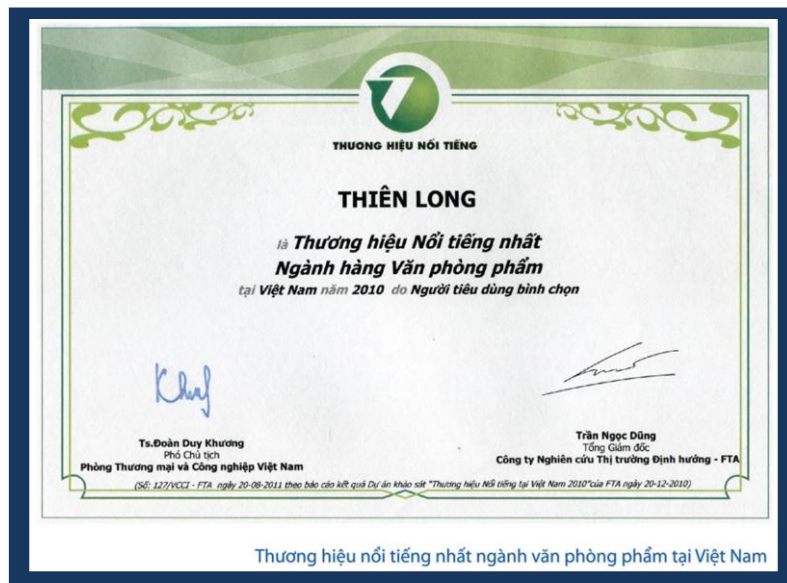 THUONG HIỆU NỔI TIẾNG
THIÊN LONG
là Thương hiệu Nổi tiếng nhất
Ngành hàng Văn phòng phẩm
tại Việt Nam năm 2010 do Người tiêu dùng bình chọn
Ts.Đoàn Duy Khương
Phó Chủ tịch
Phòng Thương mại và Công nghiệp Việt Nam
Trần Ngọc Dũng
Tổng Giám đốc
Công ty Nghiên cứu Thị trường Định hướng - FTA
(Số: 127/VCCI - FTA ngày 20-08-2011 theo báo cáo kết quả Dự án khảo sát "Thương hiệu Nổi tiếng tại Việt Nam 2010"của FTA ngày 20-12-2010)
Thương hiệu nổi tiếng nhất ngành văn phòng phẩm tại Việt Nam